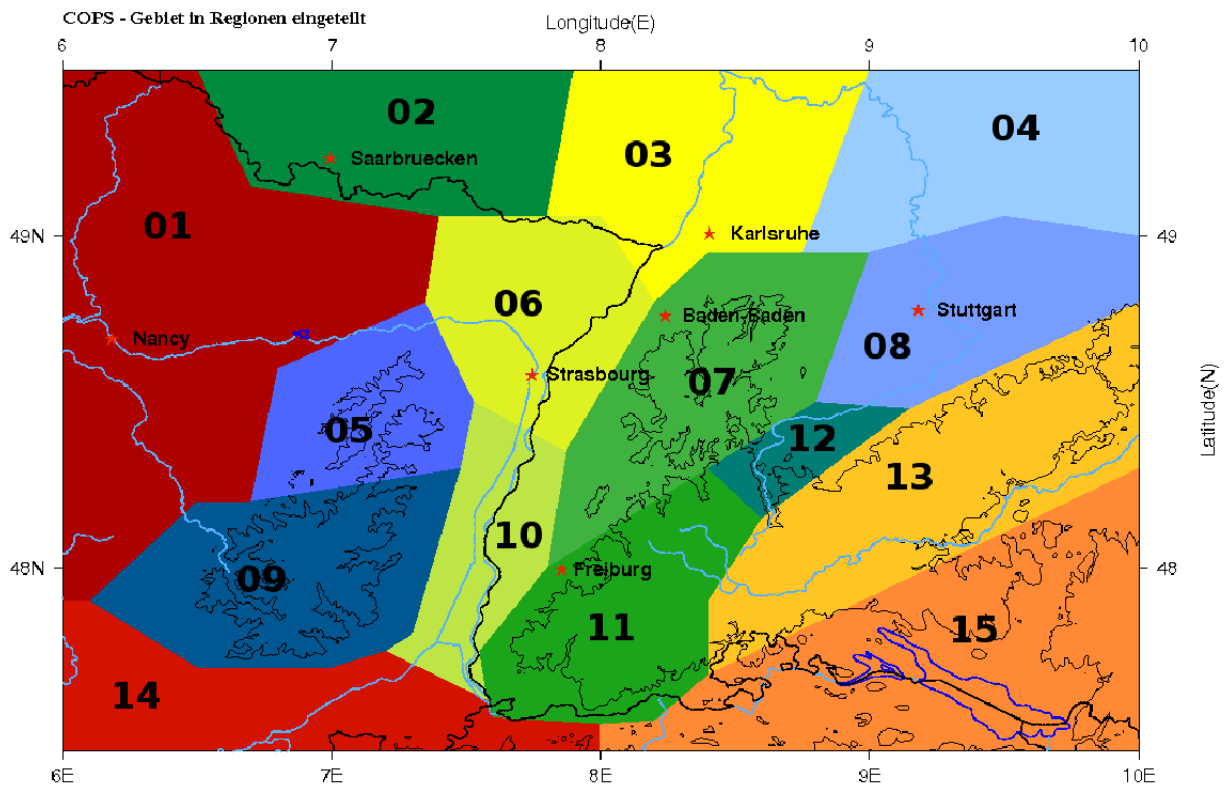 COPS - Gebiet in Regionen eingeteilt
Longitude(E)
6 7 8 9 10
02
03
04
Saarbruecken
01
49N
Karlsruhe
49
06
Baden-Baden
Stuttgart
Nancy
08
Strasbourg
07
Latitude(N)
05
12
13
10
48N
Freiburg
48
09
11
15
14
6E 7E 8E 9E 10E